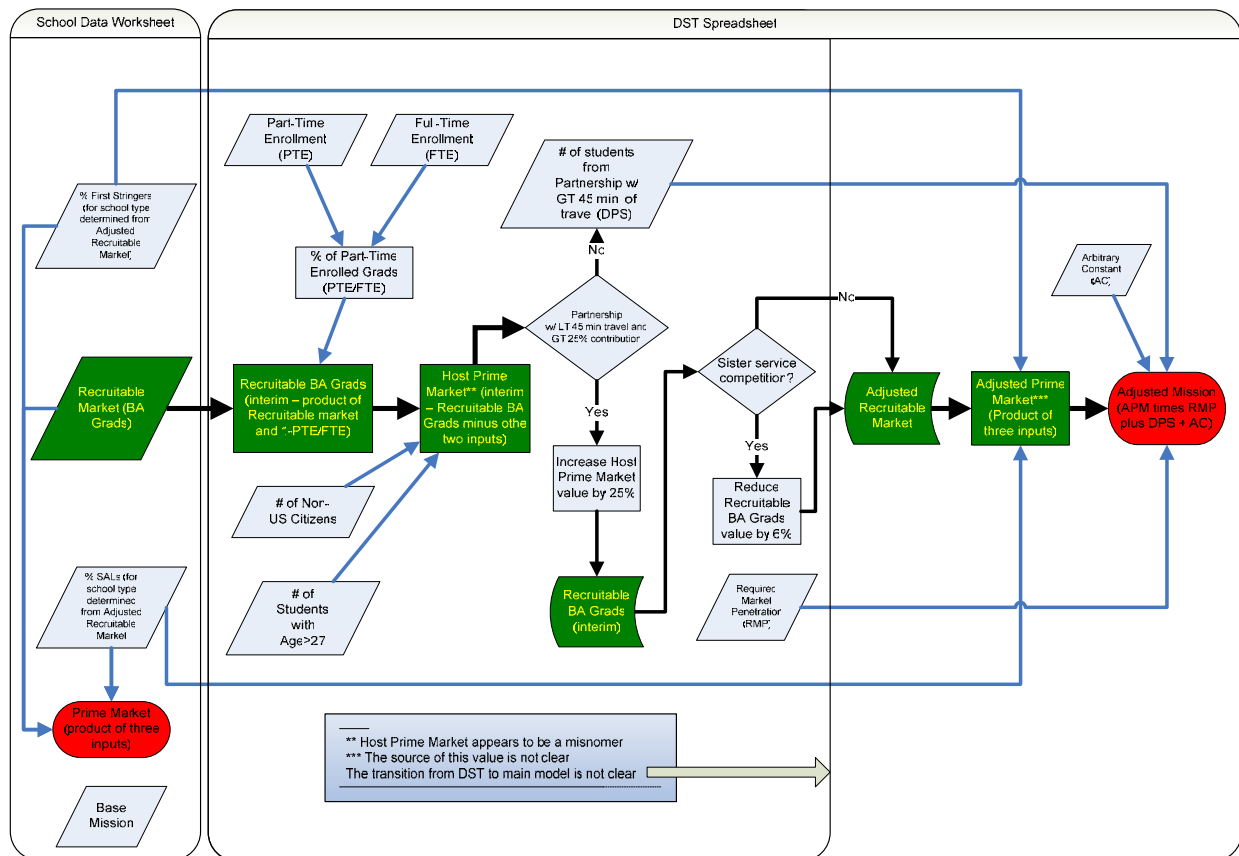 School Data Worksheet
DST Spreadsheet
% First Stringers
(for school type
determined from
Adjusted
Recruitable
Market)
Recruitable
Market (BA
Grads)
% SALs (for
school type
determined
from Adjusted
Recruitable
Market
Prime Market
(product of three
inputs)
Base
Mission
Part-Time
Enrollment
(PTE)
Full-Time
Enrollment
(FTE)
% of Part-Time
Enrolled Grads
(PTE/FTE)
Recruitable BA Grads
(interim – product of
Recruitable market
and 1-PTE/FTE)
Host Prime
Market** (interim
– Recruitable BA
Grads minus othe
two inputs)
# of Non-
US Citizens
# of
Students
with
Age>27
# of students
from
Partnership w/
GT 45 min of
travel (DPS)
No
Partnership
w/ LT 45 min travel and
GT 25% contribution
Yes
Increase Host
Prime Market
value by 25%
Recruitable
BA Grads
(interim)
No
Sister service
competition?
Yes
Reduce
Recruitable
BA Grads
value by 6%
Required
Market
Penetration
(RMP)
Adjusted
Recruitable
Market
Adjusted Prime
Market***
(Product of
three inputs)
Arbitrary
Constant
(AC)
Adjusted Mission
(APM times RMP
plus DPS + AC)
** Host Prime Market appears to be a misnomer
*** The source of this value is not clear
The transition from DST to main model is not clear